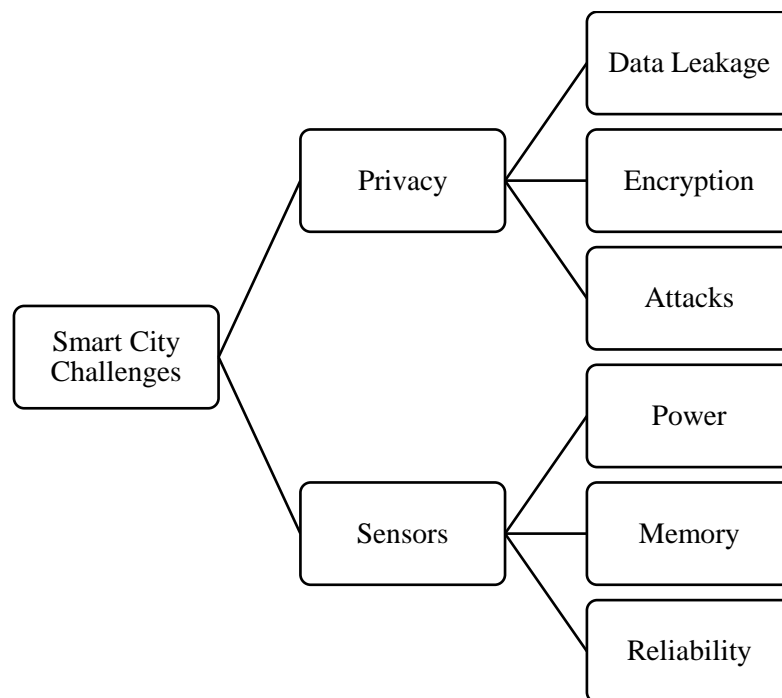 Smart City
Challenges
Privacy
Data Leakage
Encryption
Attacks
Sensors
Power
Memory
Reliability